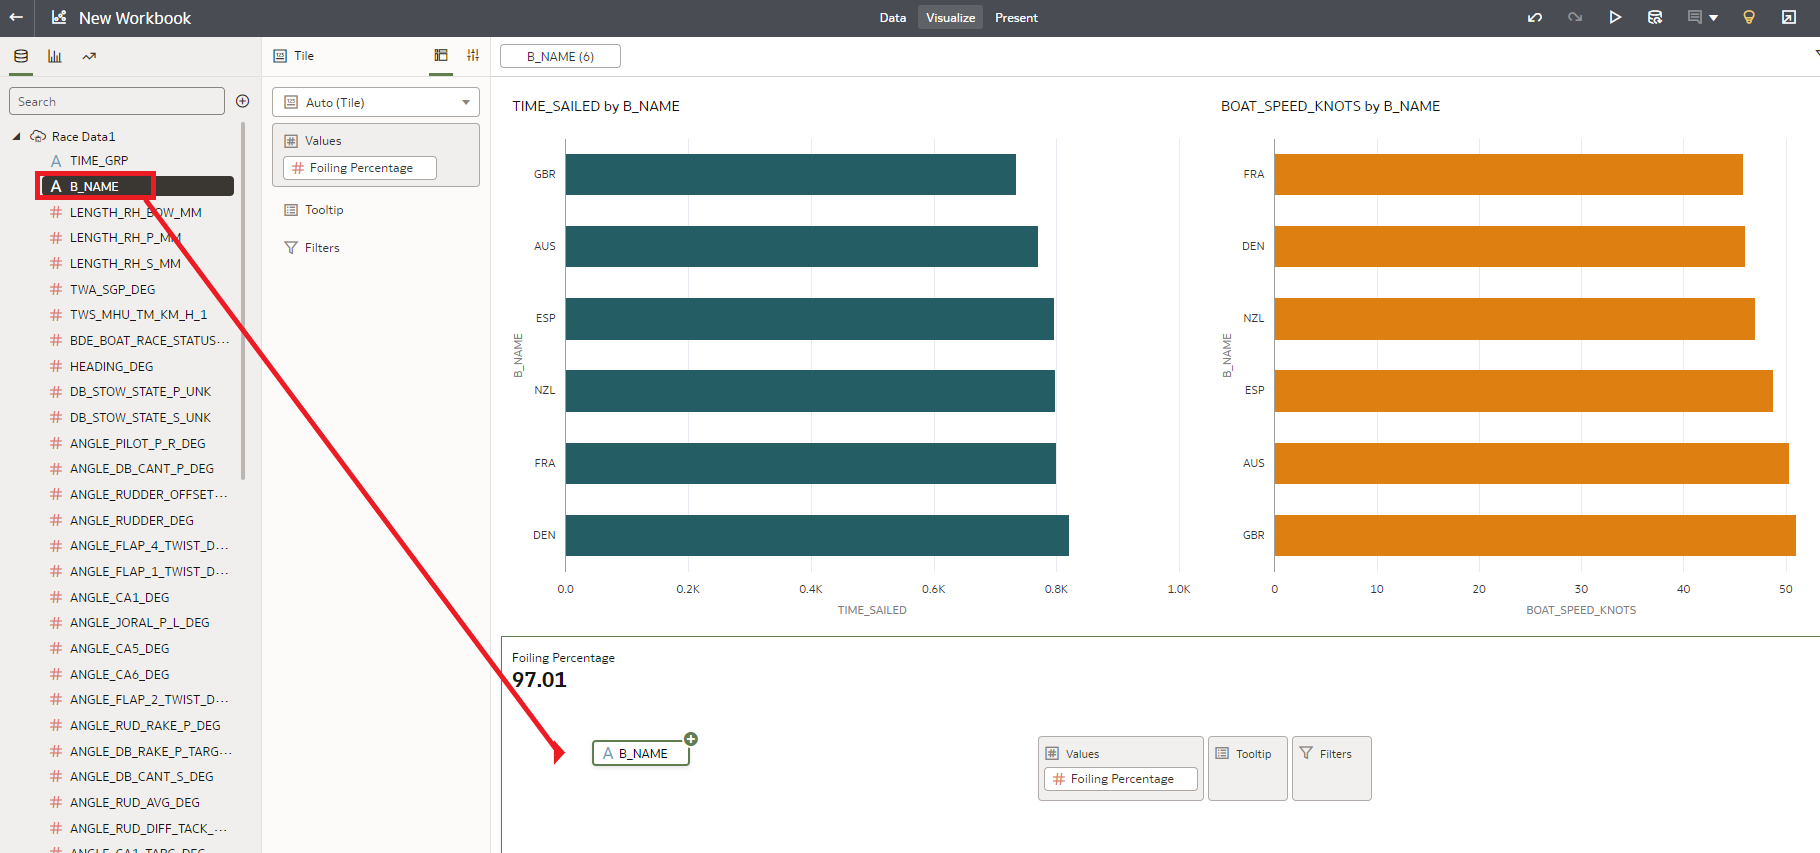 New Workbook
Data Visualize Present
Search
Race Data1
A TIME_GRP
A B_NAME
# LENGTH_RH_BOW_MM
# LENGTH_RH_P_MM
# LENGTH_RH_S_MM
# TWA_SGP_DEG
# TWS_MHU_TM_KM_H_1
# BDE_BOAT_RACE_STATUS...
# HEADING_DEG
# DB_STOW_STATE_P_UNK
# DB_STOW_STATE_S_UNK
# ANGLE_PILOT_P_R_DEG
# ANGLE_DB_CANT_P_DEG
# ANGLE_RUDDER_OFFSET...
# ANGLE_RUDDER_DEG
# ANGLE_FLAP_4_TWIST_D...
# ANGLE_FLAP_1_TWIST_D...
# ANGLE_CA1_DEG
# ANGLE_JORAL_P_L_DEG
# ANGLE_CA5_DEG
# ANGLE_CA6_DEG
# ANGLE_FLAP_2_TWIST_D...
# ANGLE_RUD_RAKE_P_DEG
# ANGLE_DB_RAKE_P_TARG...
# ANGLE_DB_CANT_S_DEG
# ANGLE_RUD_AVG_DEG
# ANGLE_RUD_DIFF_TACK_...
# ANGLE_CA1_TARG_DEG
Tile
Auto (Tile)
Values
# Foiling Percentage
Tooltip
Filters
B_NAME (6)
TIME_SAILED by B_NAME
B_NAME
GBR
AUS
ESP
NZL
FRA
DEN
0.0 0.2K 0.4K 0.6K 0.8K 1.0K
TIME_SAILED
BOAT_SPEED_KNOTS by B_NAME
B_NAME
FRA
DEN
NZL
ESP
AUS
GBR
0 10 20 30 40 50
BOAT_SPEED_KNOTS
Foiling Percentage
97.01
A B_NAME
Values
# Foiling Percentage
Tooltip
Filters